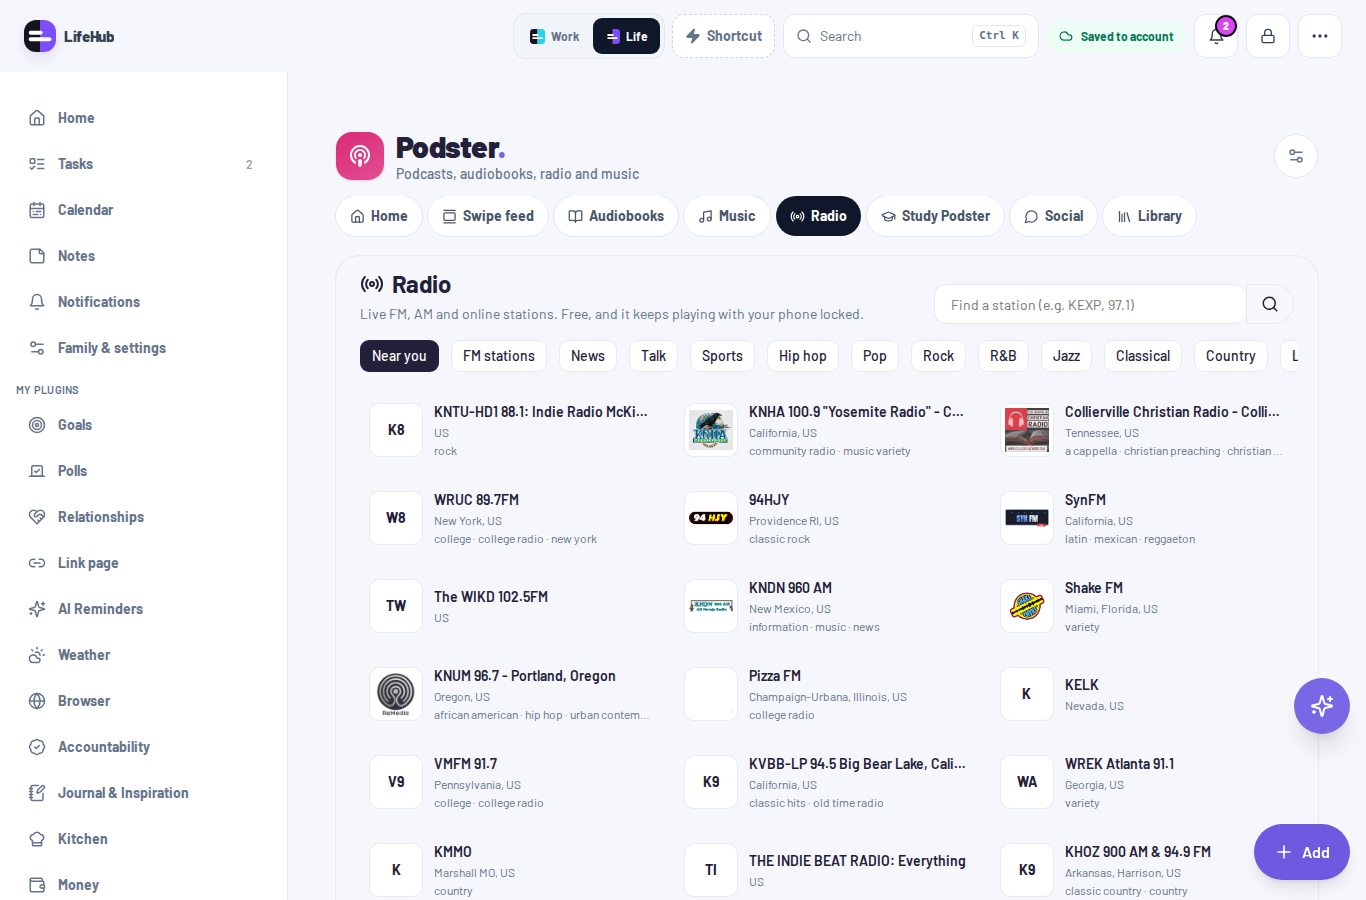 LifeHub
Work
Life
Shortcut
Search
Ctrl K
Saved to account
2
Home
Tasks
2
Calendar
Notes
Notifications
Family & settings
MY PLUGINS
Goals
Polls
Relationships
Link page
AI Reminders
Weather
Browser
Accountability
Journal & Inspiration
Kitchen
Money
Podster.
Podcasts, audiobooks, radio and music
Home
Swipe feed
Audiobooks
Music
Radio
Study Podster
Social
Library
Radio
Live FM, AM and online stations. Free, and it keeps playing with your phone locked.
Find a station (e.g. KEXP, 97.1)
Near you
FM stations
News
Talk
Sports
Hip hop
Pop
Rock
R&B
Jazz
Classical
Country
L
K8
KNTU-HD1 88.1: Indie Radio McKi...
US
rock
KNHA
KNHA 100.9 "Yosemite Radio" - C...
California, US
community radio · music variety
RADIO
Collierville Christian Radio - Colli...
Tennessee, US
a cappella · christian preaching · christian ...
W8
WRUC 89.7FM
New York, US
college · college radio · new york
94 HJY
94HJY
Providence RI, US
classic rock
SYN FM
SynFM
California, US
latin · mexican · reggaeton
TW
The WIKD 102.5FM
US
KNDN 960 AM
KNDN 960 AM
New Mexico, US
information · music · news
Shake FM
Miami, Florida, US
variety
ReMedia
KNUM 96.7 - Portland, Oregon
Oregon, US
african american · hip hop · urban contem...
Pizza FM
Champaign-Urbana, Illinois, US
college radio
K
KELK
Nevada, US
V9
VMFM 91.7
Pennsylvania, US
college · college radio
K9
KVBB-LP 94.5 Big Bear Lake, Cali...
California, US
classic hits · old time radio
WA
WREK Atlanta 91.1
Georgia, US
variety
K
KMMO
Marshall MO, US
country
TI
THE INDIE BEAT RADIO: Everything
US
K9
KHOZ 900 AM & 94.9 FM
Arkansas, Harrison, US
classic country · country
Add